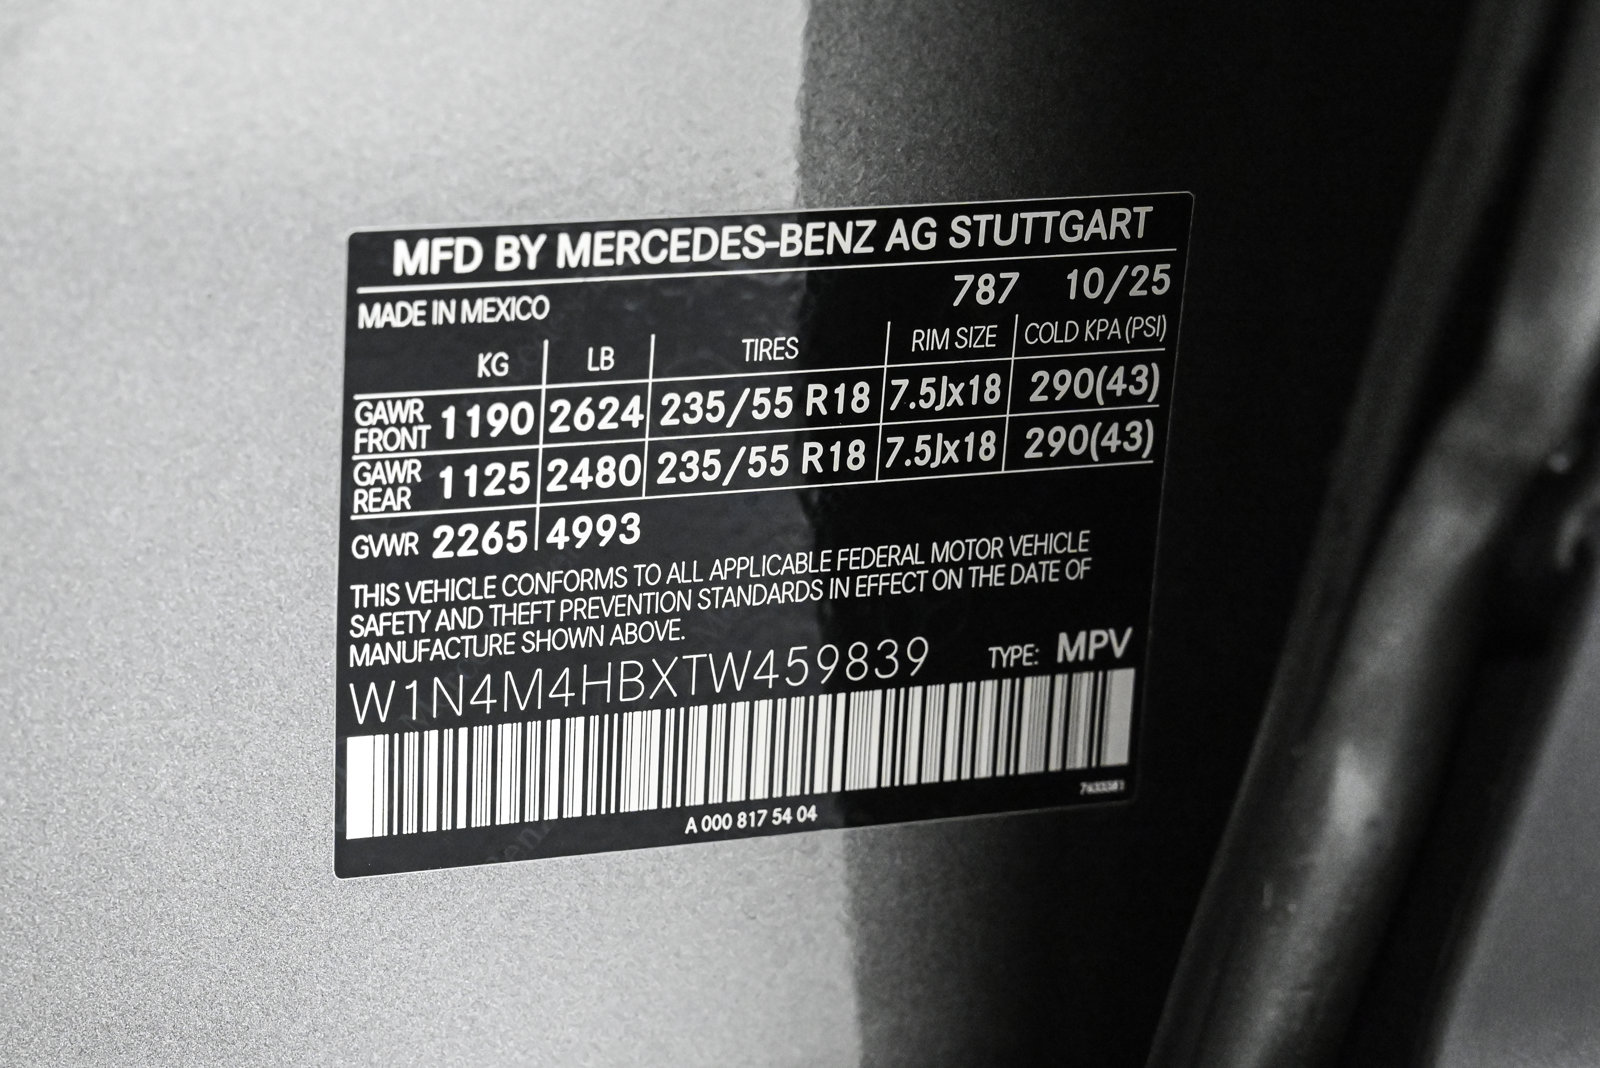 MFD BY MERCEDES-BENZ AG STUTTGART
MADE IN MEXICO 787 10/25
KG LB TIRES RIM SIZE COLD KPA (PSI)
GAWR FRONT 1190 2624 235/55 R18 7.5Jx18 290(43)
GAWR REAR 1125 2480 235/55 R18 7.5Jx18 290(43)
GVWR 2265 4993
THIS VEHICLE CONFORMS TO ALL APPLICABLE FEDERAL MOTOR VEHICLE
SAFETY AND THEFT PREVENTION STANDARDS IN EFFECT ON THE DATE OF
MANUFACTURE SHOWN ABOVE.
W1N4M4HBXTW459839 TYPE: MPV
A 000 817 54 04